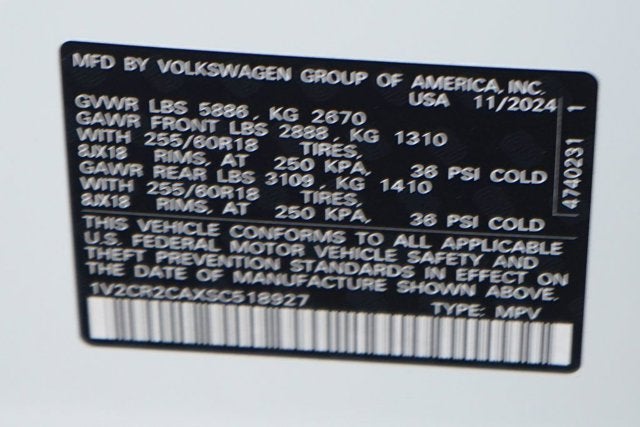 MFD BY VOLKSWAGEN GROUP OF AMERICA, INC.
USA 11/2024
GVWR LBS 5886, KG 2670
GAWR FRONT LBS 2888, KG 1310
WITH 255/60R18 TIRES,
8JX18 RIMS, AT 250 KPA, 36 PSI COLD
GAWR REAR LBS 3109, KG 1410
WITH 255/60R18 TIRES,
8JX18 RIMS, AT 250 KPA, 36 PSI COLD
THIS VEHICLE CONFORMS TO ALL APPLICABLE
U.S. FEDERAL MOTOR VEHICLE SAFETY AND
THEFT PREVENTION STANDARDS IN EFFECT ON
THE DATE OF MANUFACTURE SHOWN ABOVE.
1V2CR2CAXSC518927 TYPE: MPV
4740291 1